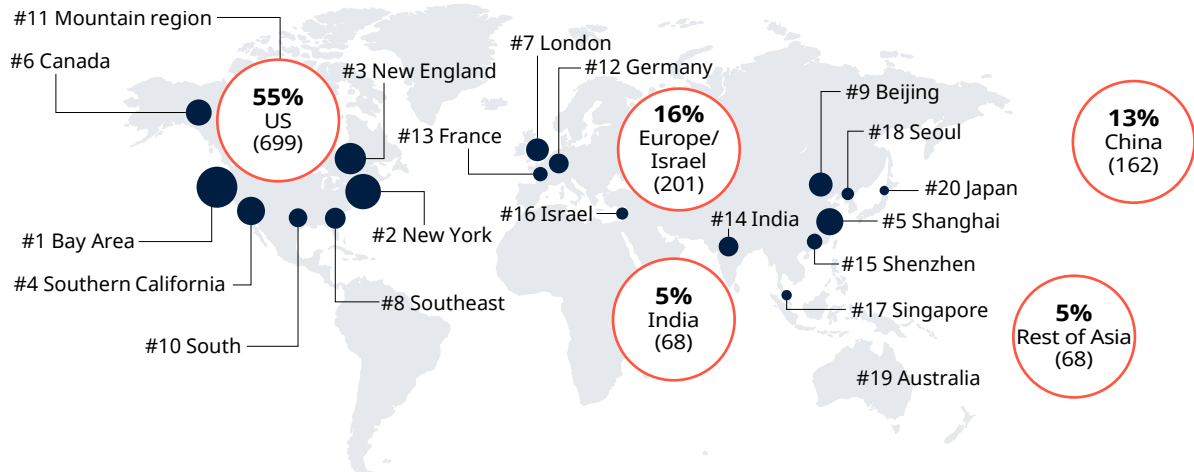 #11 Mountain region
#6 Canada
#3 New England
#7 London
#12 Germany
#13 France
55%
US
(699)
16%
Europe/
Israel
(201)
#9 Beijing
#18 Seoul
13%
China
(162)
#20 Japan
#16 Israel
#14 India
#5 Shanghai
#1 Bay Area
#2 New York
#15 Shenzhen
#4 Southern California
#8 Southeast
5%
India
(68)
#17 Singapore
5%
Rest of Asia
(68)
#10 South
#19 Australia